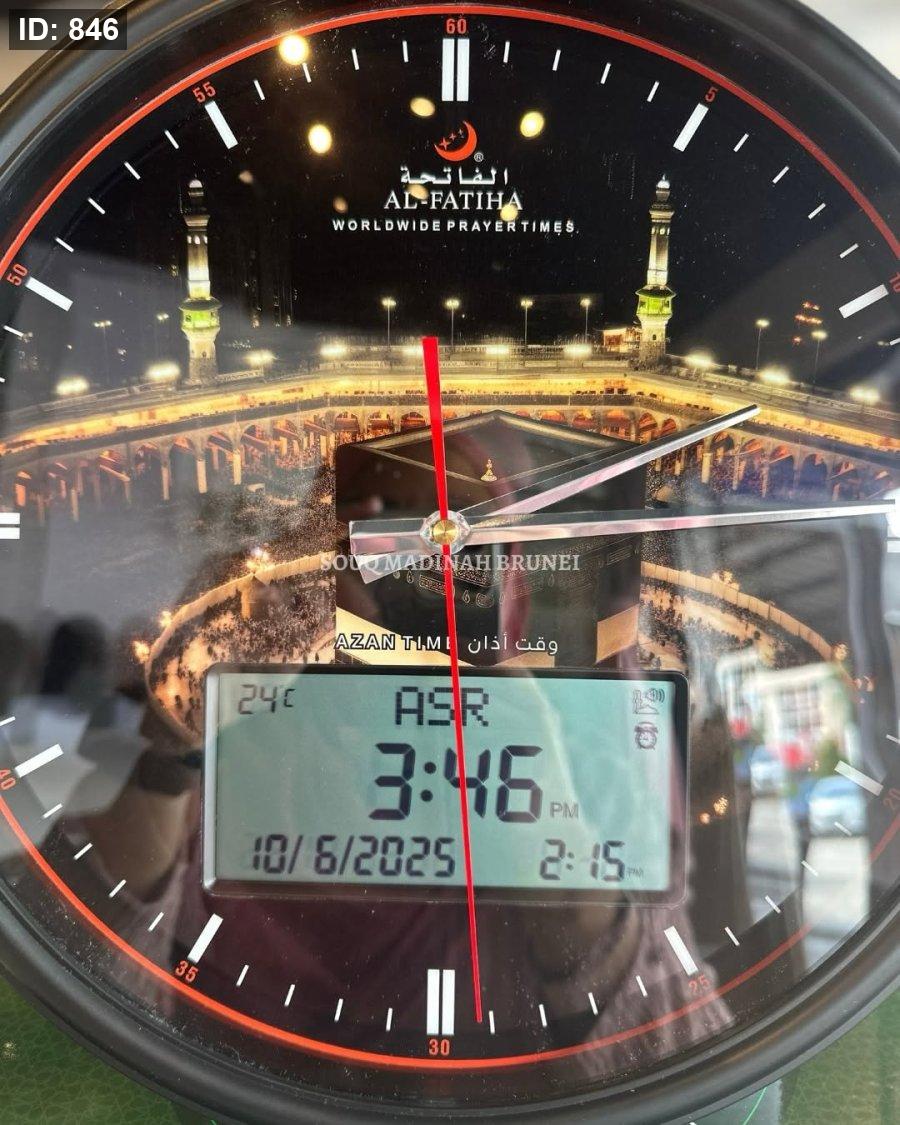 ID: 846
60
55
5
50
10
®
الفاتحة
AL-FATIHA
WORLDWIDE PRAYER TIMES
SOUQ MADINAH BRUNEI
AZAN TIME وقت أذان
24°C
ASR
3:46 PM
10/6/2025 2:15 PM
40
20
35
25
30